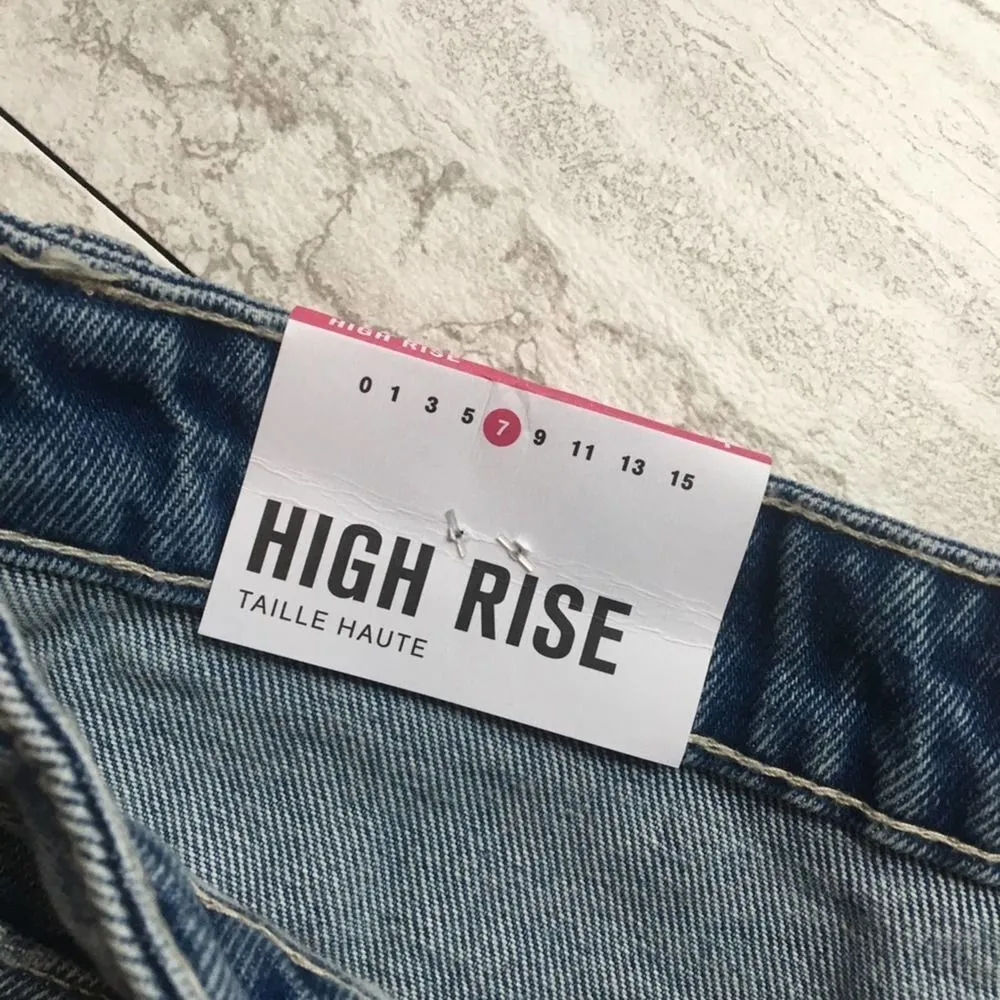 HIGH RISE
0 1 3 5 7 9 11 13 15
HIGH RISE
TAILLE HAUTE